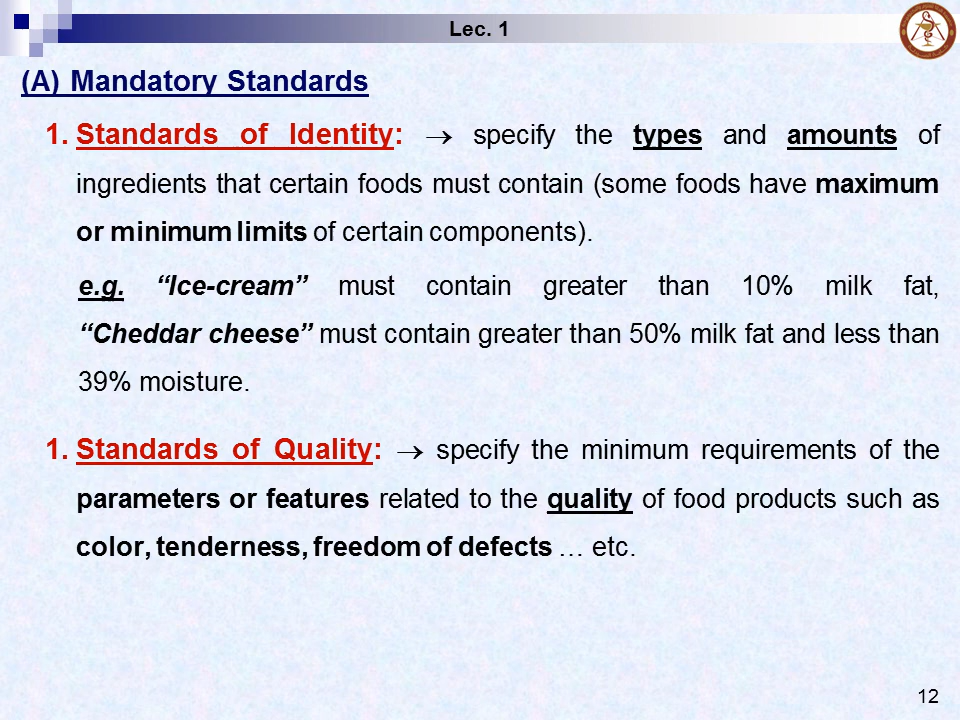 Lec. 1
(A) Mandatory Standards
1. Standards of Identity: → specify the types and amounts of
ingredients that certain foods must contain (some foods have maximum
or minimum limits of certain components).
e.g. “Ice-cream” must contain greater than 10% milk fat,
“Cheddar cheese” must contain greater than 50% milk fat and less than
39% moisture.
1. Standards of Quality: → specify the minimum requirements of the
parameters or features related to the quality of food products such as
color, tenderness, freedom of defects … etc.
12